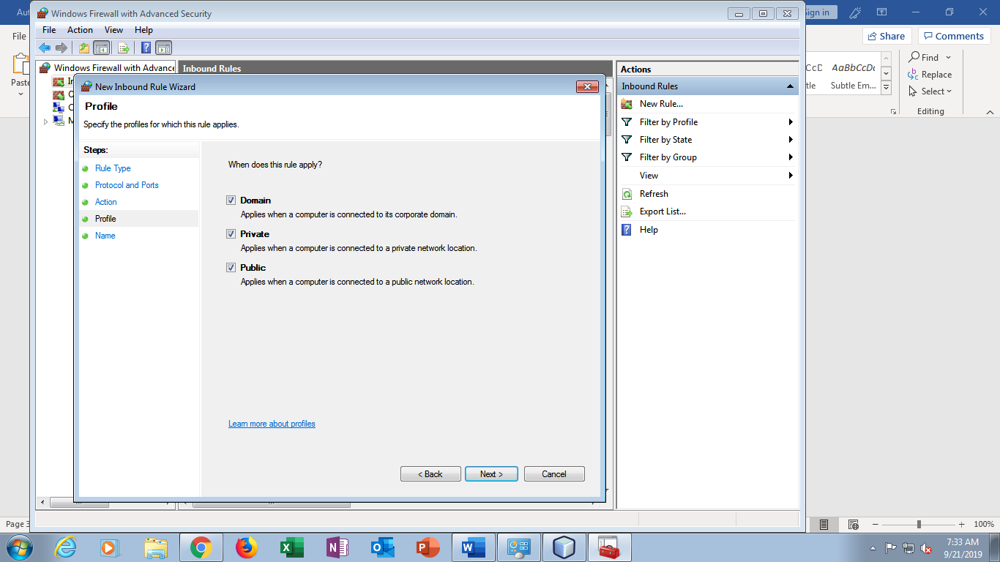 Windows Firewall with Advanced Security
Sign in
File Action View Help
File
Share
Comments
Paste
Windows Firewall with Advance
Inbound Rules
Actions
Inbound Rules
New Rule...
Filter by Profile
Filter by State
Filter by Group
View
Refresh
Export List...
Help
New Inbound Rule Wizard
Profile
Specify the profiles for which this rule applies.
Steps:
Rule Type
Protocol and Ports
Action
Profile
Name
When does this rule apply?
Domain
Applies when a computer is connected to its corporate domain.
Private
Applies when a computer is connected to a private network location.
Public
Applies when a computer is connected to a public network location.
Learn more about profiles
< Back
Next >
Cancel
AaBbCcDc
Subtle Em...
Find
Replace
Select
Editing
Page 3
100%
7:33 AM
9/21/2019